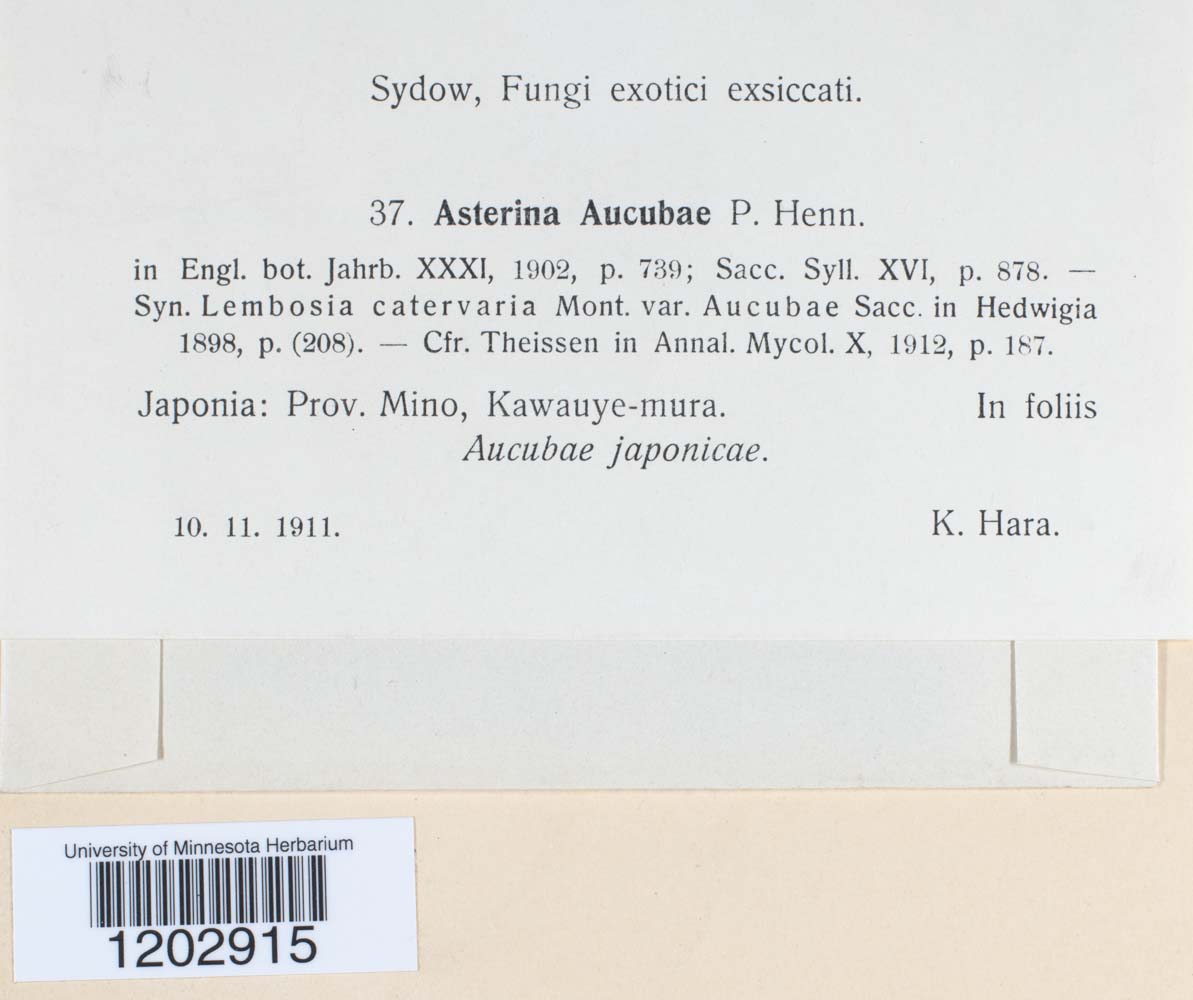 Sydow, Fungi exotici exsiccati.
37. Asterina Aucubae P. Henn.
in Engl. bot. Jahrb. XXXI, 1902, p. 739; Sacc. Syll. XVI, p. 878. —
Syn. Lembosia catervaria Mont. var. Aucubae Sacc. in Hedwigia
1898, p. (208). — Cfr. Theissen in Annal. Mycol. X, 1912, p. 187.
Japonia: Prov. Mino, Kawauye-mura. In foliis
Aucubae japonicae.
10. 11. 1911. K. Hara.
University of Minnesota Herbarium
1202915